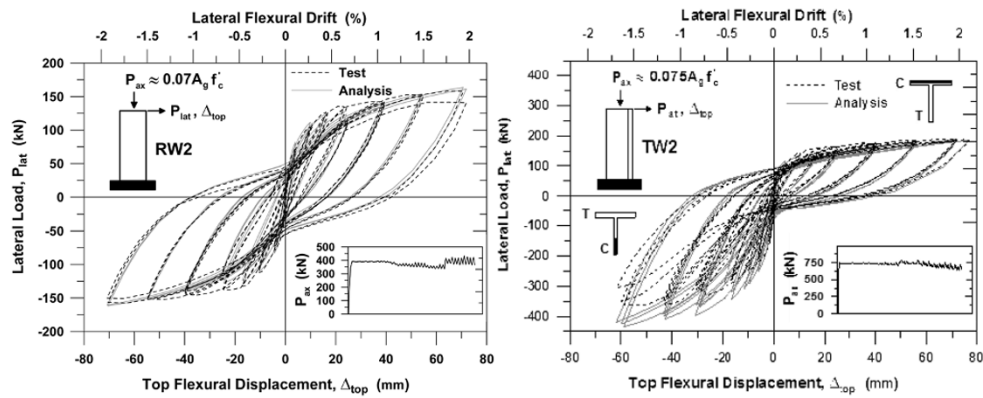 Lateral Flexural Drift (%)
-2 -1.5 -1 -0.5 0 0.5 1 1.5 2
200
150
100
50
0
-50
-100
-150
-200
Lateral Load, Plat (kN)
Pax ≈ 0.07Ag f'c
Plat , Δtop
RW2
Test
Analysis
500
400
300
200
100
0
Pax (kN)
-80 -60 -40 -20 0 20 40 60 80
Top Flexural Displacement, Δtop (mm)
Lateral Flexural Drift (%)
-2 -1.5 -1 -0.5 0 0.5 1 1.5 2
400
300
200
100
0
-100
-200
-300
-400
Lateral Load, Plat (kN)
Pax ≈ 0.075Ag f'c
Plat , Δtop
TW2
T
C
Test
Analysis
C
T
750
500
250
0
(kN)
-80 -60 -40 -20 0 20 40 60 80
Top Flexural Displacement, Δtop (mm)